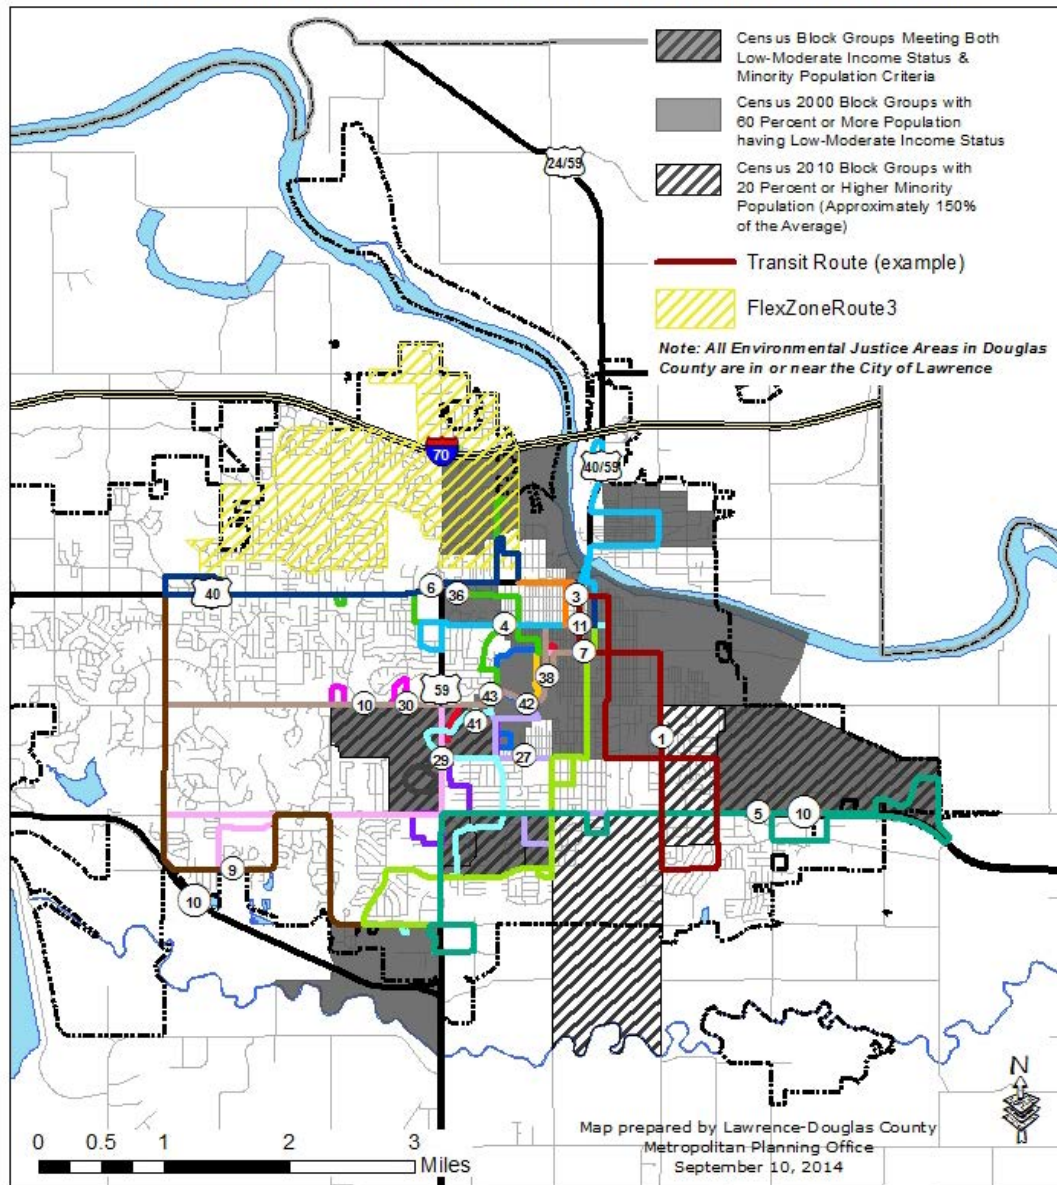 Census Block Groups Meeting Both
Low-Moderate Income Status &
Minority Population Criteria
Census 2000 Block Groups with
60 Percent or More Population
having Low-Moderate Income Status
Census 2010 Block Groups with
20 Percent or Higher Minority
Population (Approximately 150%
of the Average)
Transit Route (example)
FlexZoneRoute3
Note: All Environmental Justice Areas in Douglas
County are in or near the City of Lawrence
24/59
70
40/59
6
36
40
3
4
11
7
38
59
43
42
10
30
41
1
29
27
5
10
9
10
N
Map prepared by Lawrence-Douglas County
Metropolitan Planning Office
September 10, 2014
0 0.5 1 2 3
Miles